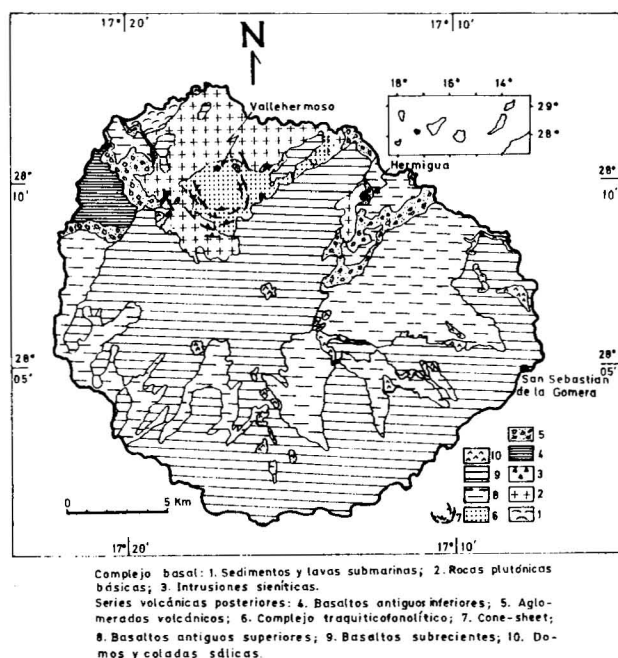 17° 20'
17° 10'
N
Vallehermoso
18° 16° 14°
29°
28°
Hermigua
28°
10'
28°
10'
28°
05'
28°
05'
San Sebastián
de la Gomera
5
10 4
9 3
8 2
7 6 1
0 5 Km
17° 20'
17° 10'
Complejo basal: 1. Sedimentos y lavas submarinas; 2. Rocas plutónicas
básicas; 3. Intrusiones sieníticas.
Series volcánicas posteriores: 4. Basaltos antiguos inferiores; 5. Aglo-
merados volcánicos; 6. Complejo traquiticofonolítico; 7. Cone-sheet;
8. Basaltos antiguos superiores; 9. Basaltos subrecientes; 10. Do-
mos y coladas sálicas.